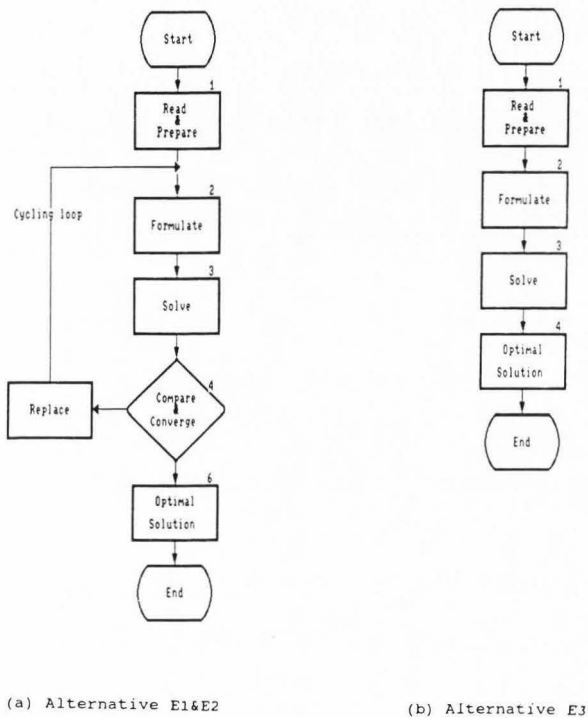 Start
1
Read
&
Prepare
Cycling loop
2
Formulate
3
Solve
4
Compare
&
Converge
Replace
6
Optimal
Solution
End
(a) Alternative E1&E2
Start
1
Read
&
Prepare
2
Formulate
3
Solve
4
Optimal
Solution
End
(b) Alternative E3